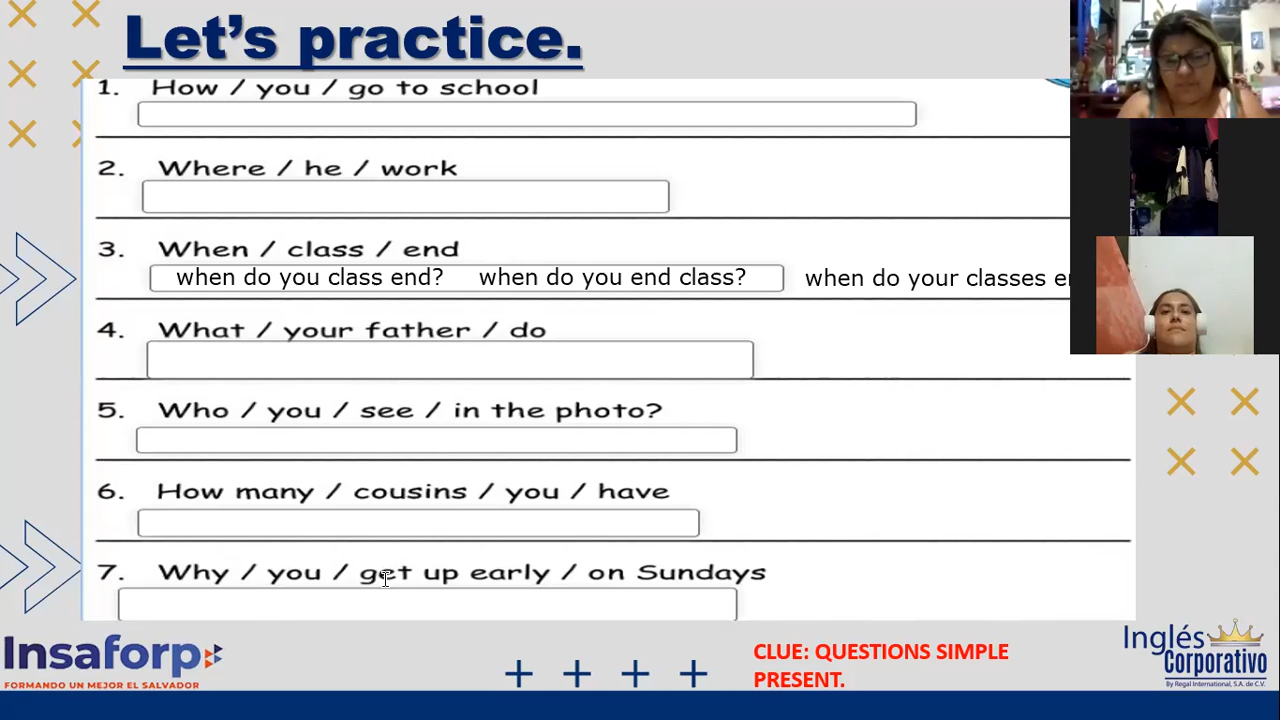 Let's practice.
1. How / you / go to school
2. Where / he / work
3. When / class / end
when do you class end? when do you end class? when do your classes
4. What / your father / do
5. Who / you / see / in the photo?
6. How many / cousins / you / have
7. Why / you / get up early / on Sundays
Insaforp
FORMANDO UN MEJOR EL SALVADOR
CLUE: QUESTIONS SIMPLE
PRESENT.
Inglés
Corporativo
By Regal International, S.A. de C.V.